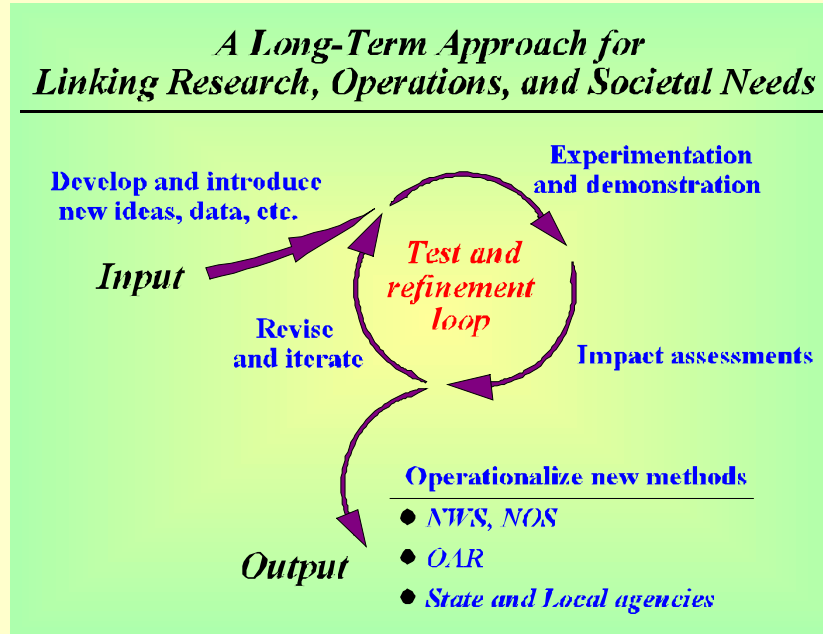 A Long-Term Approach for
Linking Research, Operations, and Societal Needs
Develop and introduce
new ideas, data, etc.
Input
Experimentation
and demonstration
Test and
refinement
loop
Revise
and iterate
Impact assessments
Operationalize new methods
NWS, NOS
OAR
State and Local agencies
Output